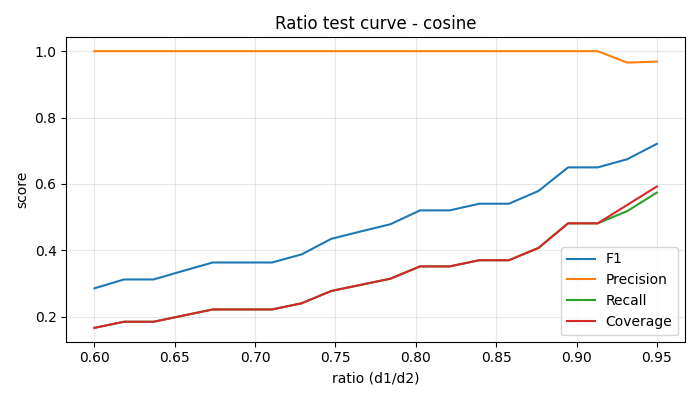 Ratio test curve - cosine
score
1.0
0.8
0.6
0.4
0.2
F1
Precision
Recall
Coverage
0.60 0.65 0.70 0.75 0.80 0.85 0.90 0.95
ratio (d1/d2)